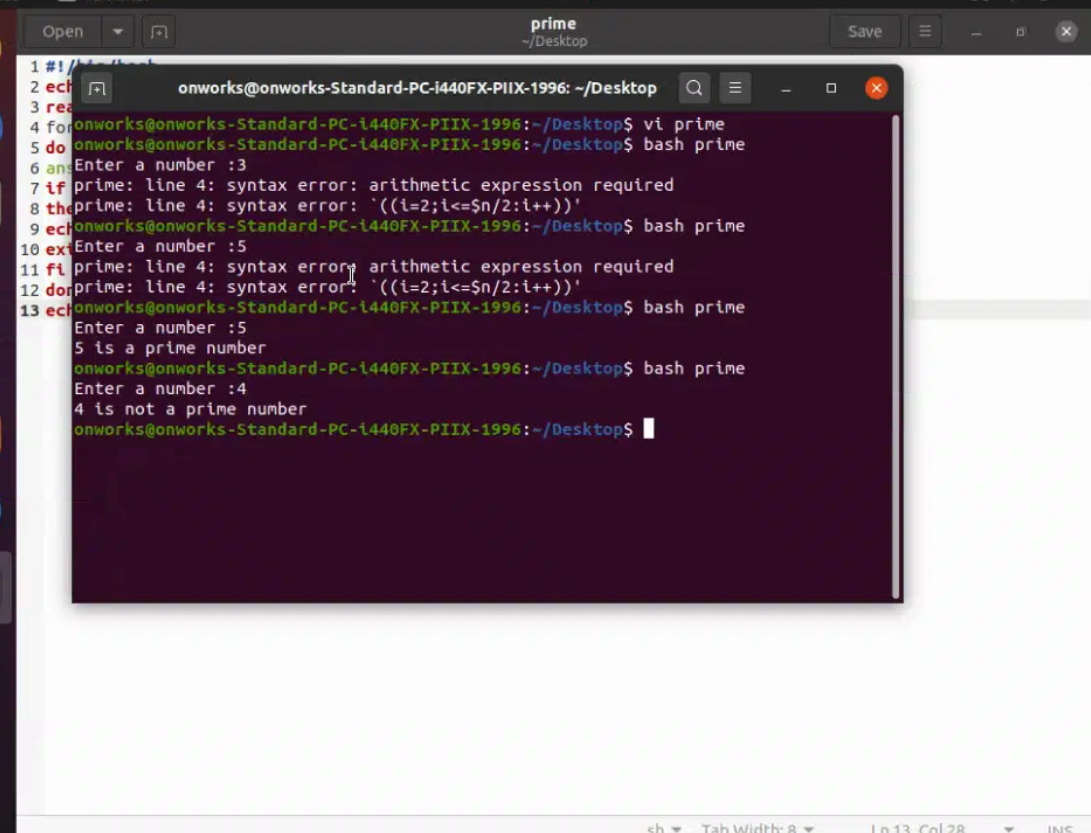 Open
prime
~/Desktop
Save
1 #!/bin/bash
2 ech
3 rea
4 for
5 do
6 ans
7 if
8 the
9 ech
10 exi
11 fi
12 don
13 ech
onworks@onworks-Standard-PC-i440FX-PIIX-1996: ~/Desktop
onworks@onworks-Standard-PC-i440FX-PIIX-1996:~/Desktop$ vi prime
onworks@onworks-Standard-PC-i440FX-PIIX-1996:~/Desktop$ bash prime
Enter a number :3
prime: line 4: syntax error: arithmetic expression required
prime: line 4: syntax error: `((i=2;i<=$n/2:i++))'
onworks@onworks-Standard-PC-i440FX-PIIX-1996:~/Desktop$ bash prime
Enter a number :5
prime: line 4: syntax error: arithmetic expression required
prime: line 4: syntax error: `((i=2;i<=$n/2:i++))'
onworks@onworks-Standard-PC-i440FX-PIIX-1996:~/Desktop$ bash prime
Enter a number :5
5 is a prime number
onworks@onworks-Standard-PC-i440FX-PIIX-1996:~/Desktop$ bash prime
Enter a number :4
4 is not a prime number
onworks@onworks-Standard-PC-i440FX-PIIX-1996:~/Desktop$
sh Tab Width: 8 Ln 13, Col 28 INS